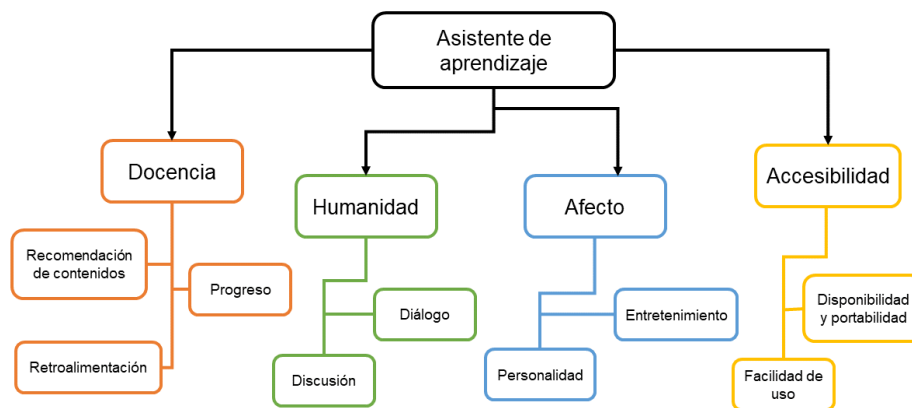 Asistente de
aprendizaje
Docencia
Humanidad
Afecto
Accesibilidad
Recomendación
de contenidos
Progreso
Retroalimentación
Diálogo
Discusión
Entretenimiento
Personalidad
Disponibilidad
y portabilidad
Facilidad de
uso